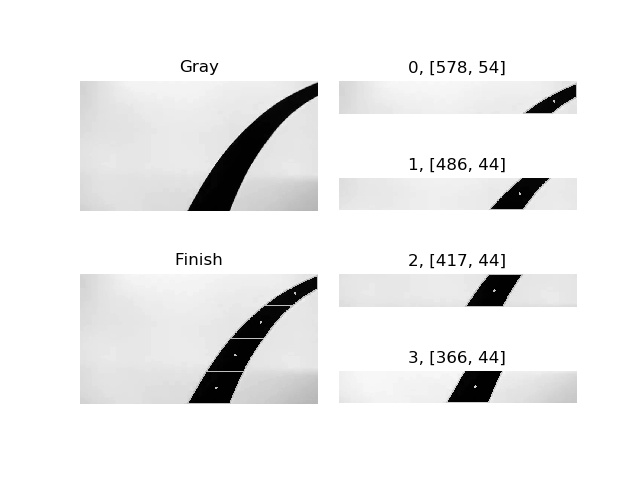 Gray
0, [578, 54]
1, [486, 44]
Finish
2, [417, 44]
3, [366, 44]